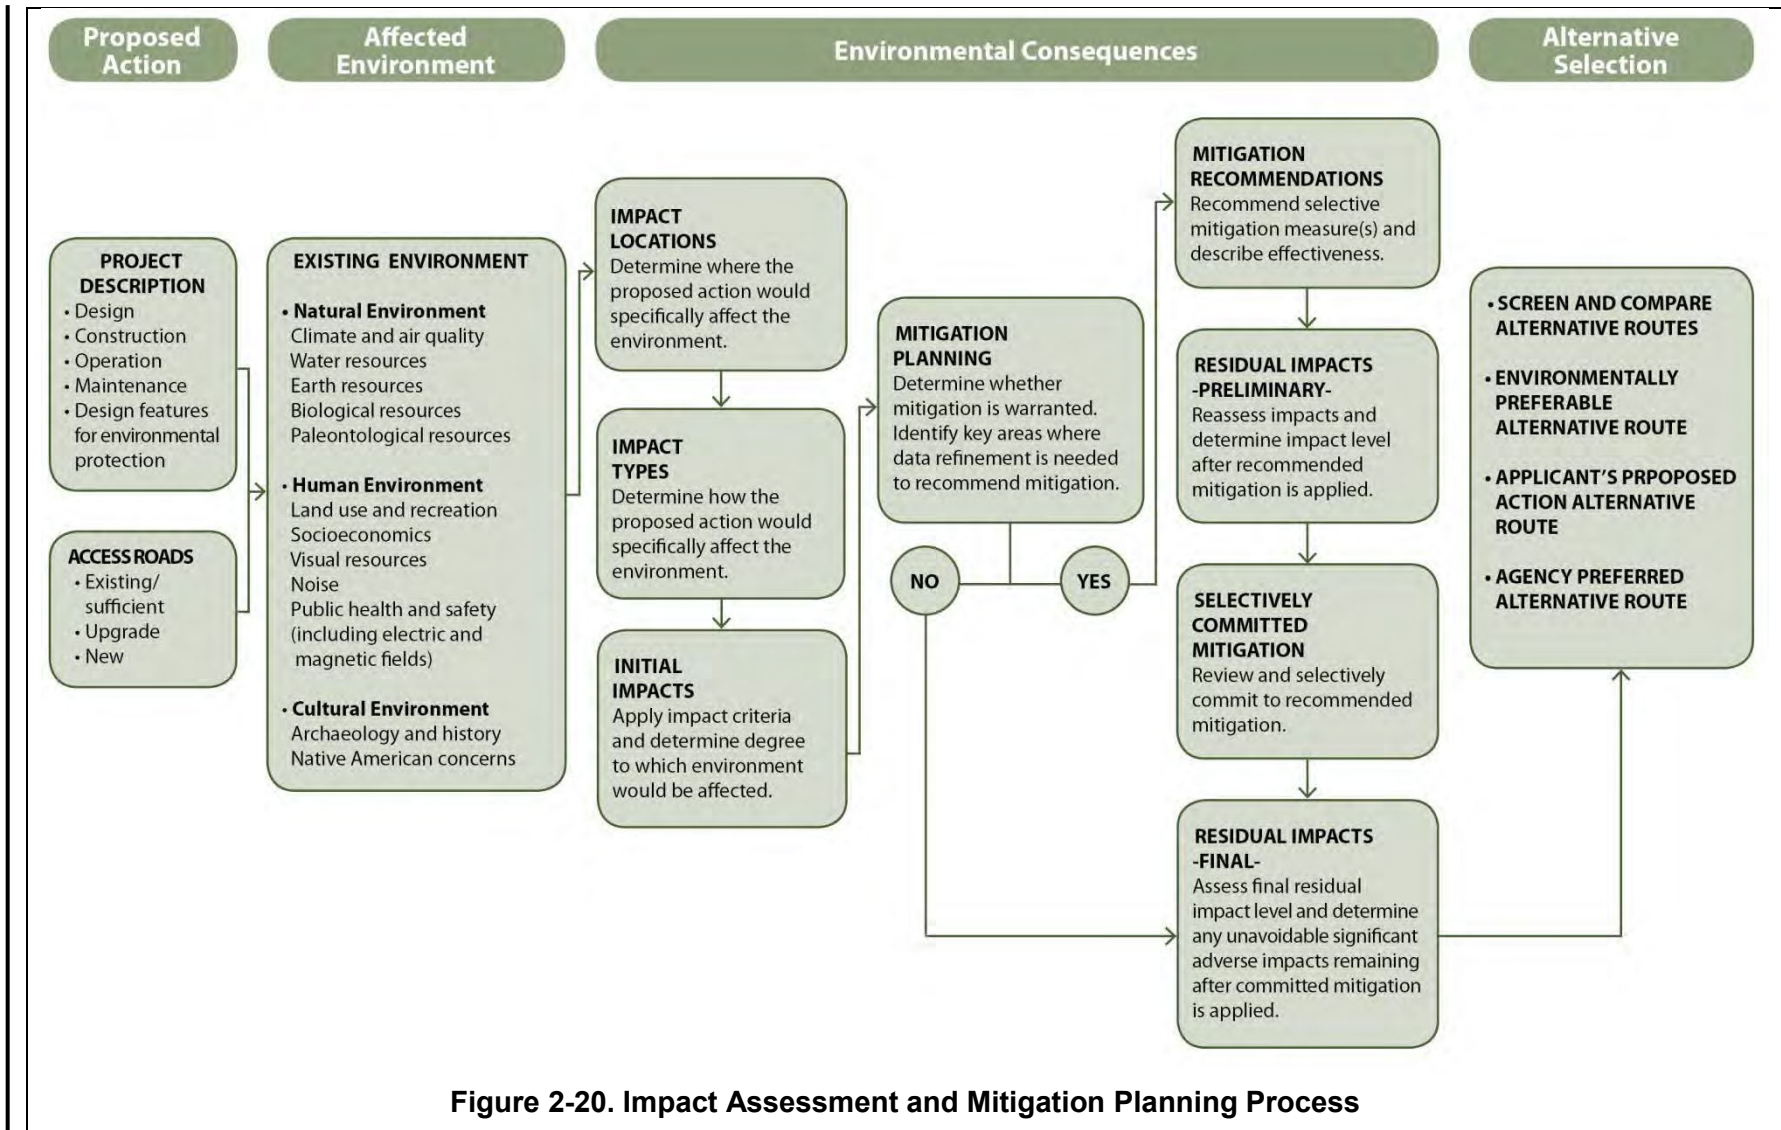 Proposed
Action
Affected
Environment
Environmental Consequences
Alternative
Selection
PROJECT
DESCRIPTION
• Design
• Construction
• Operation
• Maintenance
• Design features
for environmental
protection
ACCESS ROADS
• Existing/
sufficient
• Upgrade
• New
EXISTING ENVIRONMENT
• Natural Environment
Climate and air quality
Water resources
Earth resources
Biological resources
Paleontological resources
• Human Environment
Land use and recreation
Socioeconomics
Visual resources
Noise
Public health and safety
(including electric and
magnetic fields)
• Cultural Environment
Archaeology and history
Native American concerns
IMPACT
LOCATIONS
Determine where the
proposed action would
specifically affect the
environment.
IMPACT
TYPES
Determine how the
proposed action would
specifically affect the
environment.
INITIAL
IMPACTS
Apply impact criteria
and determine degree
to which environment
would be affected.
MITIGATION
PLANNING
Determine whether
mitigation is warranted.
Identify key areas where
data refinement is needed
to recommend mitigation.
NO
YES
MITIGATION
RECOMMENDATIONS
Recommend selective
mitigation measure(s) and
describe effectiveness.
RESIDUAL IMPACTS
-PRELIMINARY-
Reassess impacts and
determine impact level
after recommended
mitigation is applied.
SELECTIVELY
COMMITTED
MITIGATION
Review and selectively
commit to recommended
mitigation.
RESIDUAL IMPACTS
-FINAL-
Assess final residual
impact level and determine
any unavoidable significant
adverse impacts remaining
after committed mitigation
is applied.
• SCREEN AND COMPARE
ALTERNATIVE ROUTES
• ENVIRONMENTALLY
PREFERABLE
ALTERNATIVE ROUTE
• APPLICANT'S PRPOPOSED
ACTION ALTERNATIVE
ROUTE
• AGENCY PREFERRED
ALTERNATIVE ROUTE
Figure 2-20. Impact Assessment and Mitigation Planning Process